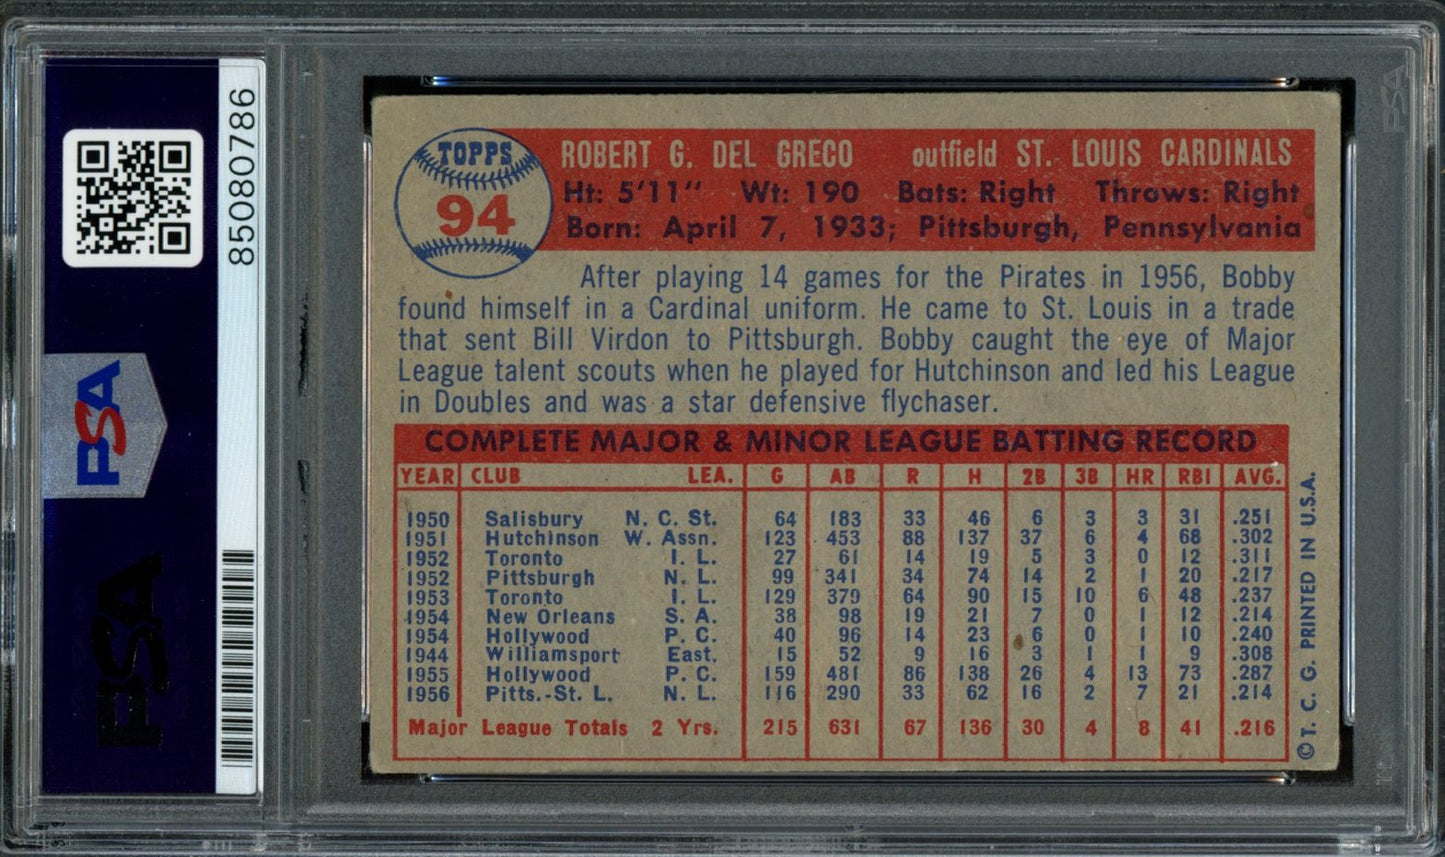 85080786
PSA
PSA
PSA
TOPPS
94
ROBERT G. DEL GRECO outfield ST. LOUIS CARDINALS
Ht: 5'11" Wt: 190 Bats: Right Throws: Right
Born: April 7, 1933; Pittsburgh, Pennsylvania
After playing 14 games for the Pirates in 1956, Bobby
found himself in a Cardinal uniform. He came to St. Louis in a trade
that sent Bill Virdon to Pittsburgh. Bobby caught the eye of Major
League talent scouts when he played for Hutchinson and led his League
in Doubles and was a star defensive flychaser.
COMPLETE MAJOR & MINOR LEAGUE BATTING RECORD
YEAR CLUB LEA. G AB R H 2B 3B HR RBI AVG.
1950 Salisbury N. C. St. 64 183 33 46 6 3 3 31 .251
1951 Hutchinson W. Assn. 123 453 88 137 37 6 4 68 .302
1952 Toronto I. L. 27 61 14 19 5 3 0 12 .311
1952 Pittsburgh N. L. 99 341 34 74 14 2 1 20 .217
1953 Toronto I. L. 129 379 64 90 15 10 6 48 .237
1954 New Orleans S. A. 38 98 19 21 7 0 1 12 .214
1954 Hollywood P. C. 40 96 14 23 6 0 1 10 .240
1944 Williamsport East. 15 52 9 16 3 1 1 9 .308
1955 Hollywood P. C. 159 481 86 138 26 4 13 73 .287
1956 Pitts.-St. L. N. L. 116 290 33 62 16 2 7 21 .214
Major League Totals 2 Yrs. 215 631 67 136 30 4 8 41 .216
© T. C. G. PRINTED IN U.S.A.